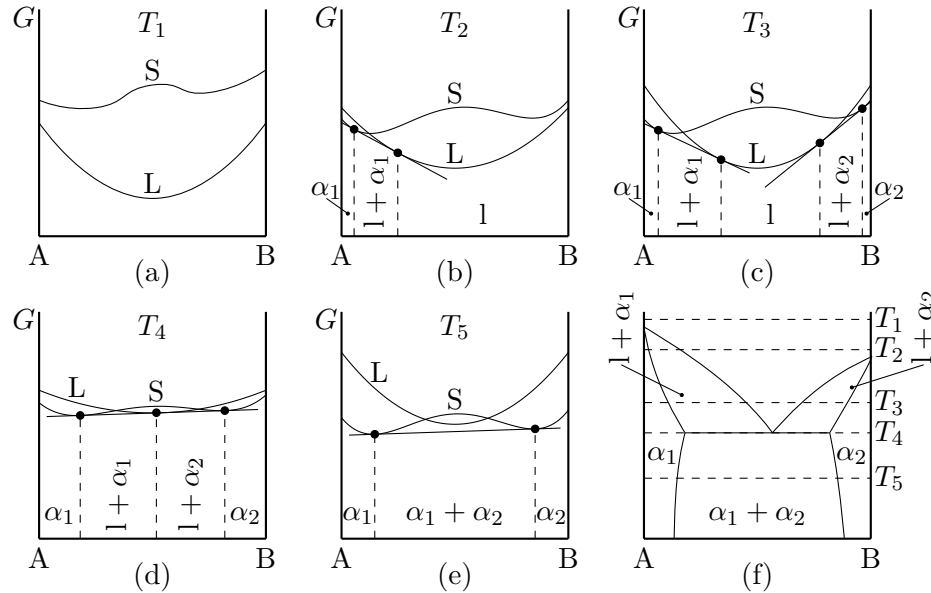 G T₁ S L A B (a)
G T₂ S L α₁ l + α₁ l A B (b)
G T₃ S L α₁ l + α₁ l l + α₂ α₂ A B (c)
G T₄ L S α₁ l + α₁ l + α₂ α₂ A B (d)
G T₅ L S α₁ α₁ + α₂ α₂ A B (e)
l + α₁ l + α₂ T₁ T₂ T₃ T₄ T₅ α₁ α₂ α₁ + α₂ A B (f)